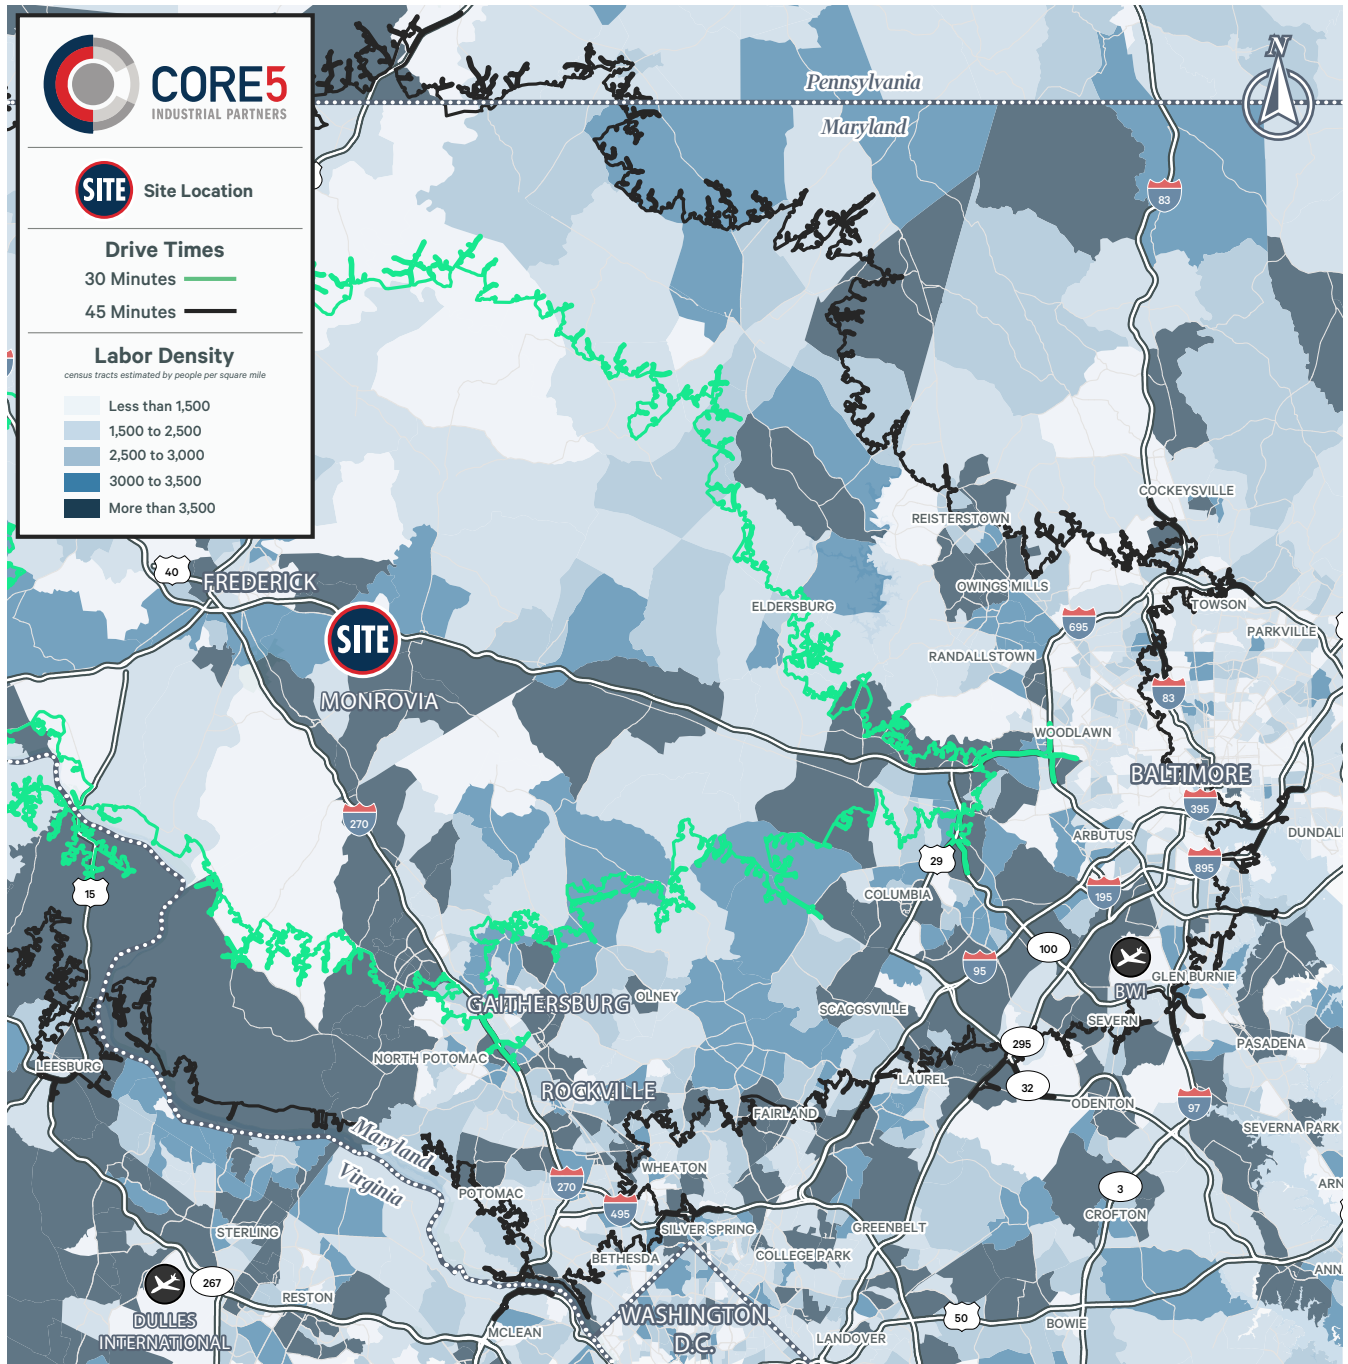 CORE5
INDUSTRIAL PARTNERS
SITE
Site Location
Drive Times
30 Minutes
45 Minutes
Labor Density
census tracts estimated by people per square mile
Less than 1,500
1,500 to 2,500
2,500 to 3,000
3000 to 3,500
More than 3,500
N
Pennsylvania
Maryland
83
COCKEYSVILLE
REISTERSTOWN
40
FREDERICK
OWINGS MILLS
TOWSON
ELDERSBURG
695
PARKVILLE
SITE
RANDALLSTOWN
MONROVIA
83
WOODLAWN
BALTIMORE
395
270
ARBUTUS
DUNDAL
29
895
15
COLUMBIA
195
100
95
GLEN BURNIE
BWI
GAITHERSBURG
OLNEY
SCAGGSVILLE
SEVERN
295
PASADENA
NORTH POTOMAC
LEESBURG
LAUREL
32
ROCKVILLE
ODENTON
97
FAIRLAND
Maryland
SEVERNA PARK
Virginia
WHEATON
270
3
ARN
POTOMAC
495
CROFTON
STERLING
SILVER SPRING
GREENBELT
BETHESDA
COLLEGE PARK
ANN
267
RESTON
DULLES
INTERNATIONAL
WASHINGTON
D.C.
50
BOWIE
MCLEAN
LANDOVER